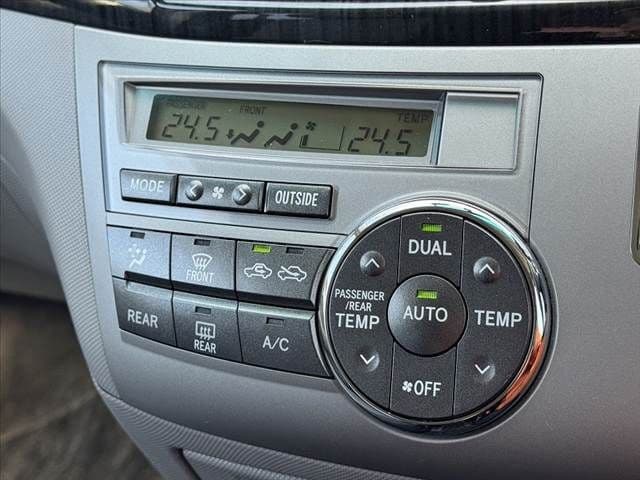 PASSENGER FRONT TEMP
24.5 24.5
MODE OUTSIDE
DUAL
FRONT
PASSENGER
/REAR
TEMP AUTO TEMP
REAR REAR A/C
OFF